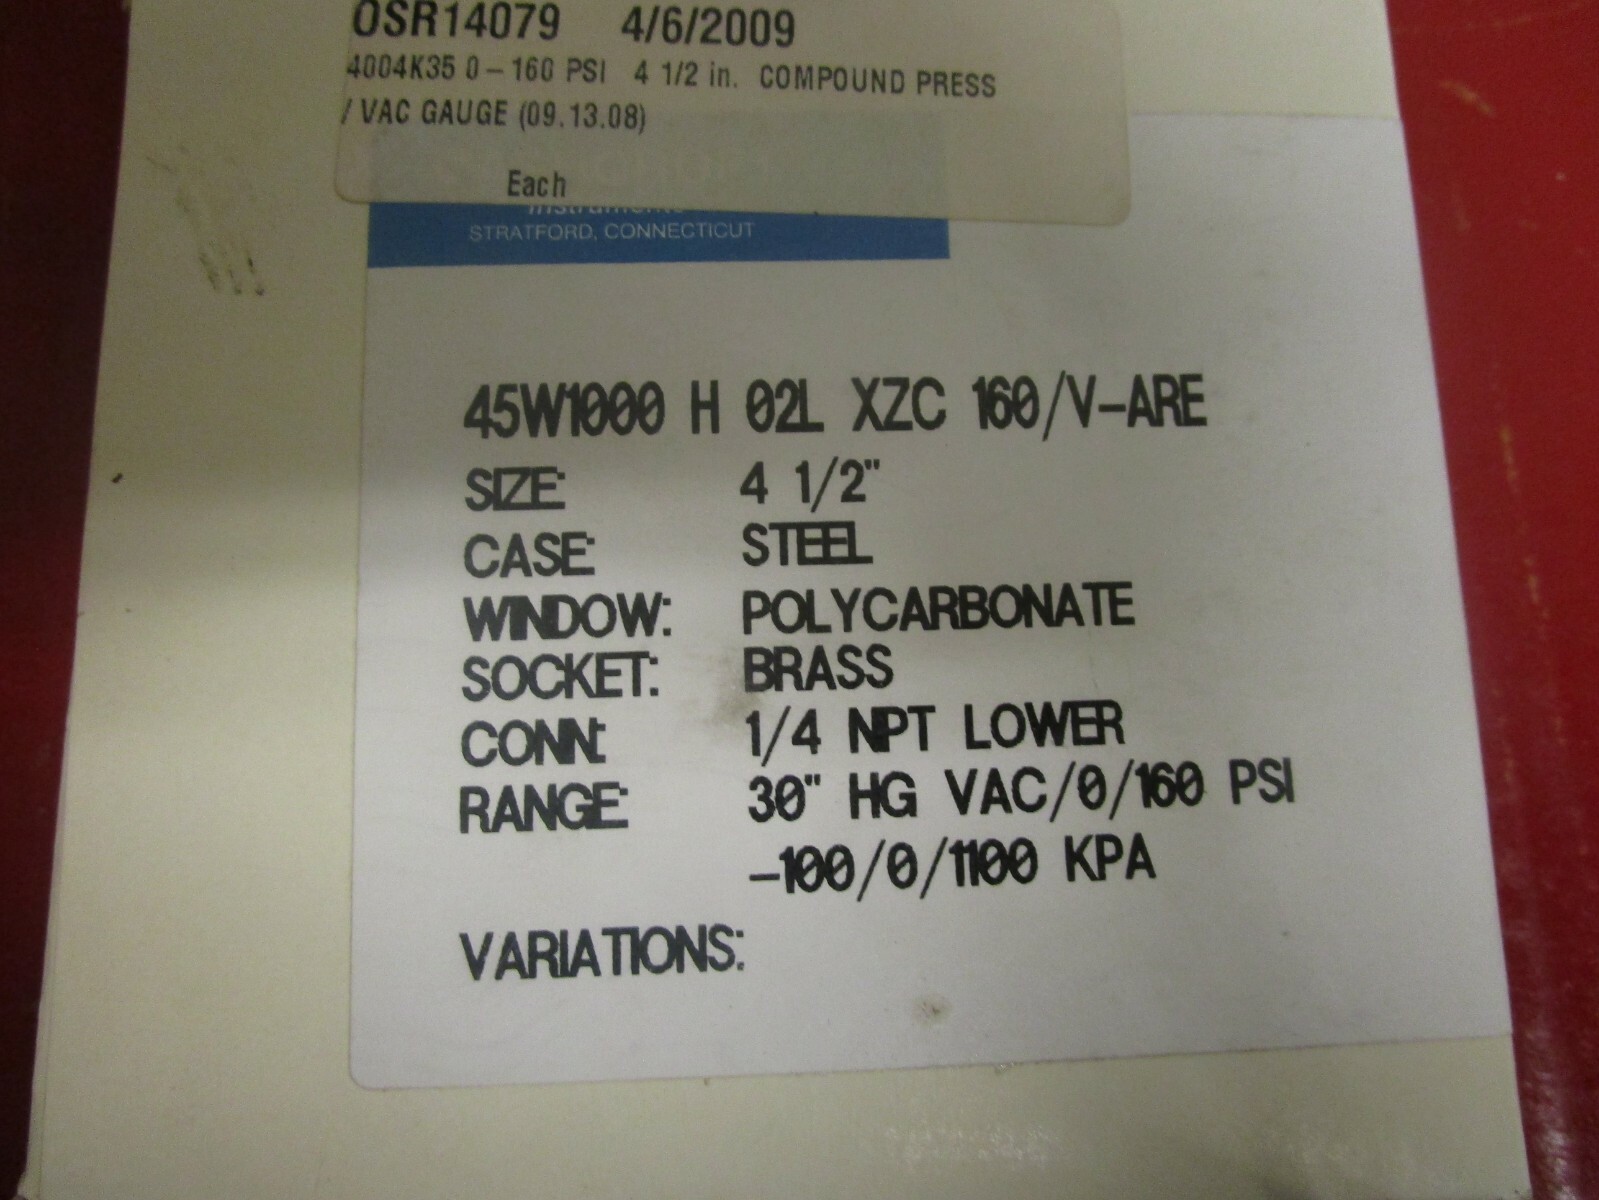 OSR14079 4/6/2009
4004K35 0-160 PSI 4 1/2 in. COMPOUND PRESS
/ VAC GAUGE (09.13.08)
Each
STRATFORD, CONNECTICUT
45W1000 H 02L XZC 160/V-ARE
SIZE: 4 1/2"
CASE: STEEL
WINDOW: POLYCARBONATE
SOCKET: BRASS
CONN: 1/4 NPT LOWER
RANGE: 30" HG VAC/0/160 PSI
-100/0/1100 KPA
VARIATIONS: